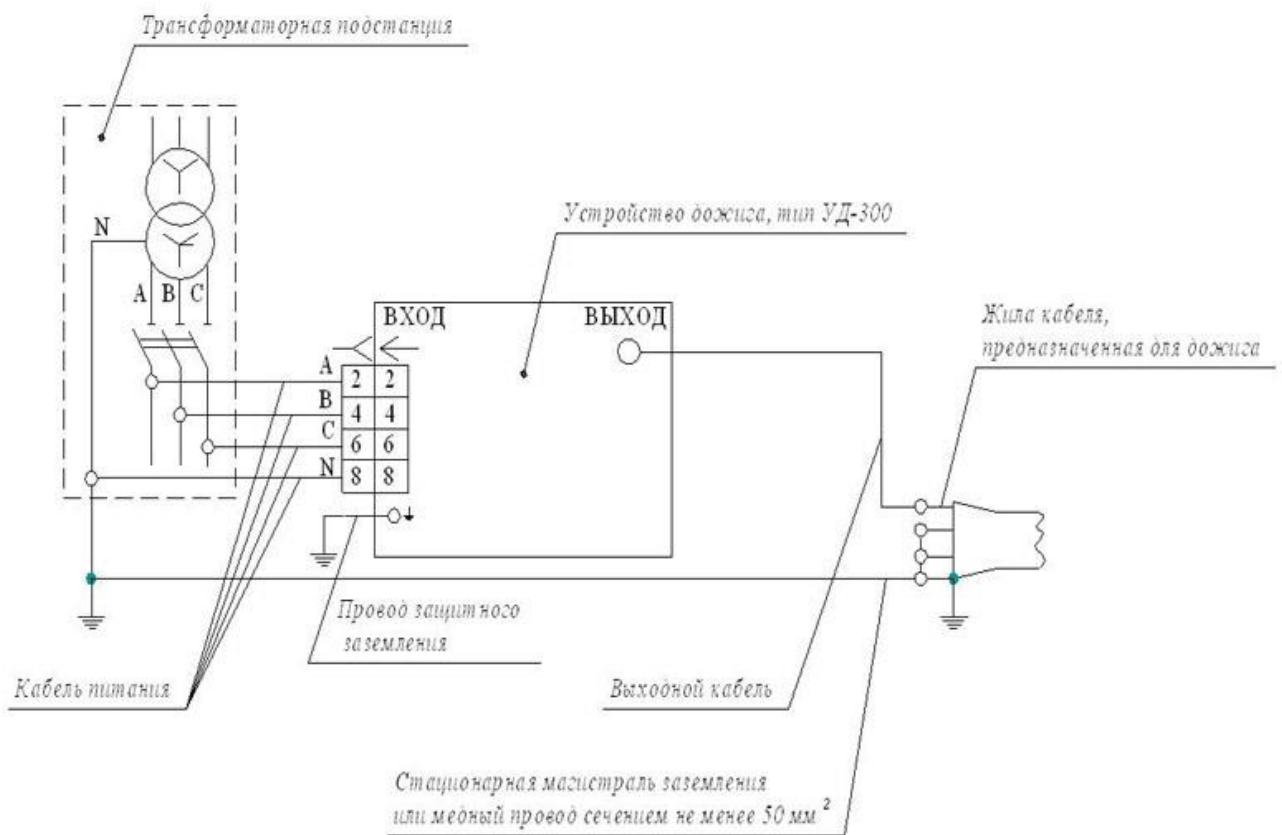 Трансформаторная подстанция
N
A B C
Устройство дожига, тип УД-300
ВХОД ВЫХОД
Жила кабеля,
предназначенная для дожига
A 2 2
B 4 4
C 6 6
N 8 8
Провод защитного
заземления
Кабель питания
Выходной кабель
Стационарная магистраль заземления
или медный провод сечением не менее 50 мм 2